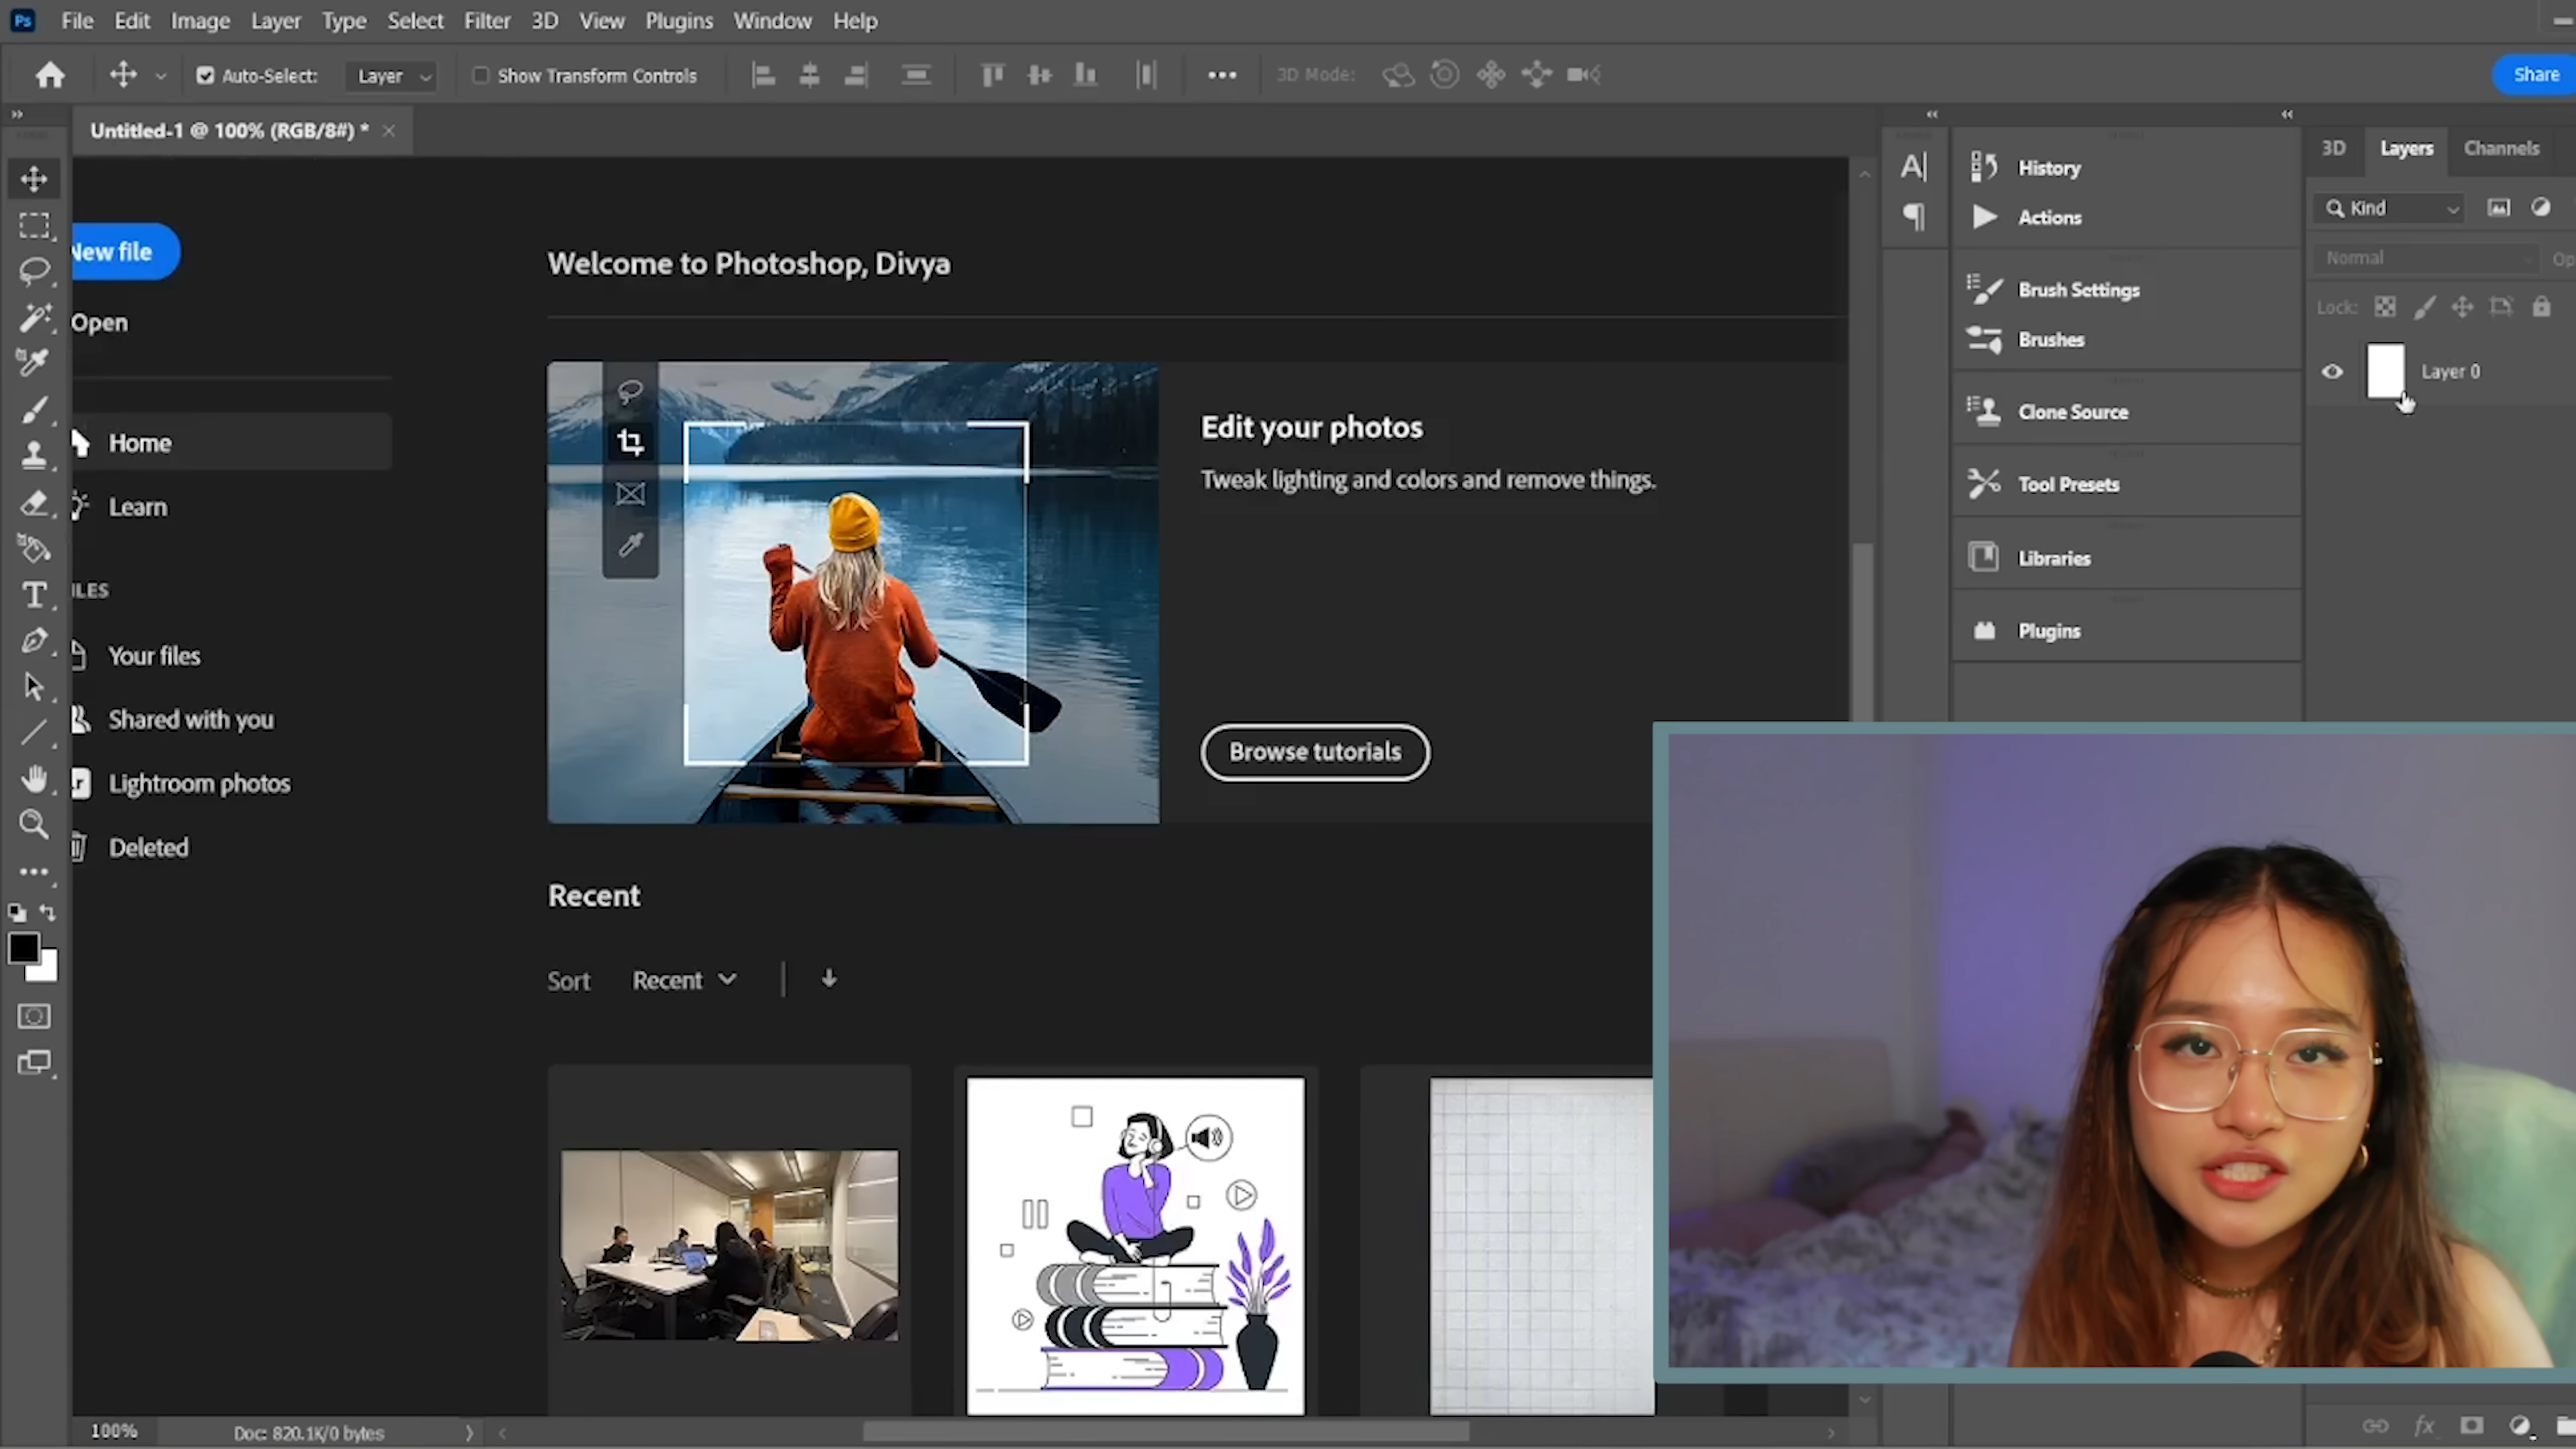 Ps File Edit Image Layer Type Select Filter 3D View Plugins Window Help
Auto-Select: Layer Show Transform Controls 3D Mode: Share
Untitled-1 @ 100% (RGB/8#) *
New file
Open
Home
Learn
ILES
Your files
Shared with you
Lightroom photos
Deleted
Welcome to Photoshop, Divya
Edit your photos
Tweak lighting and colors and remove things.
Browse tutorials
Recent
Sort Recent
History
Actions
Brush Settings
Brushes
Clone Source
Tool Presets
Libraries
Plugins
3D Layers Channels
Kind
Normal Op
Lock:
Layer 0
100% Doc: 820.1K/0 bytes
fx